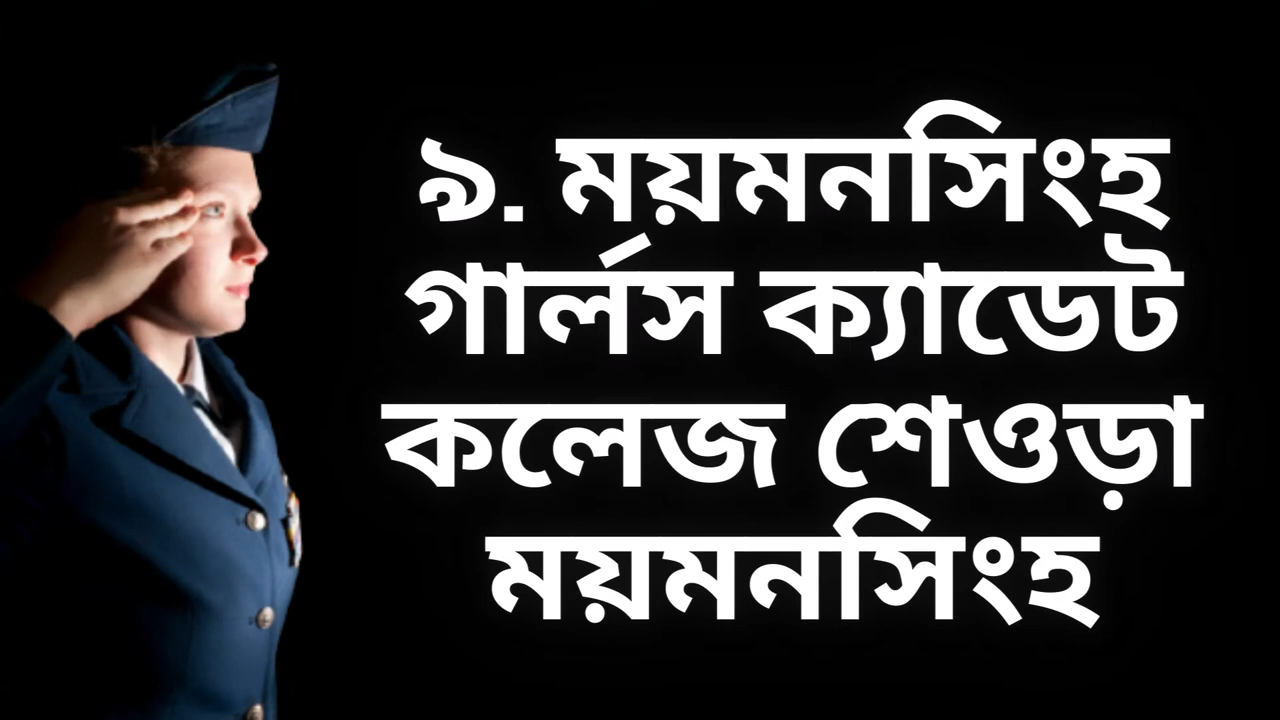 ৯. ময়মনসিংহ
গার্লস ক্যাডেট
কলেজ শেওড়া
ময়মনসিংহ